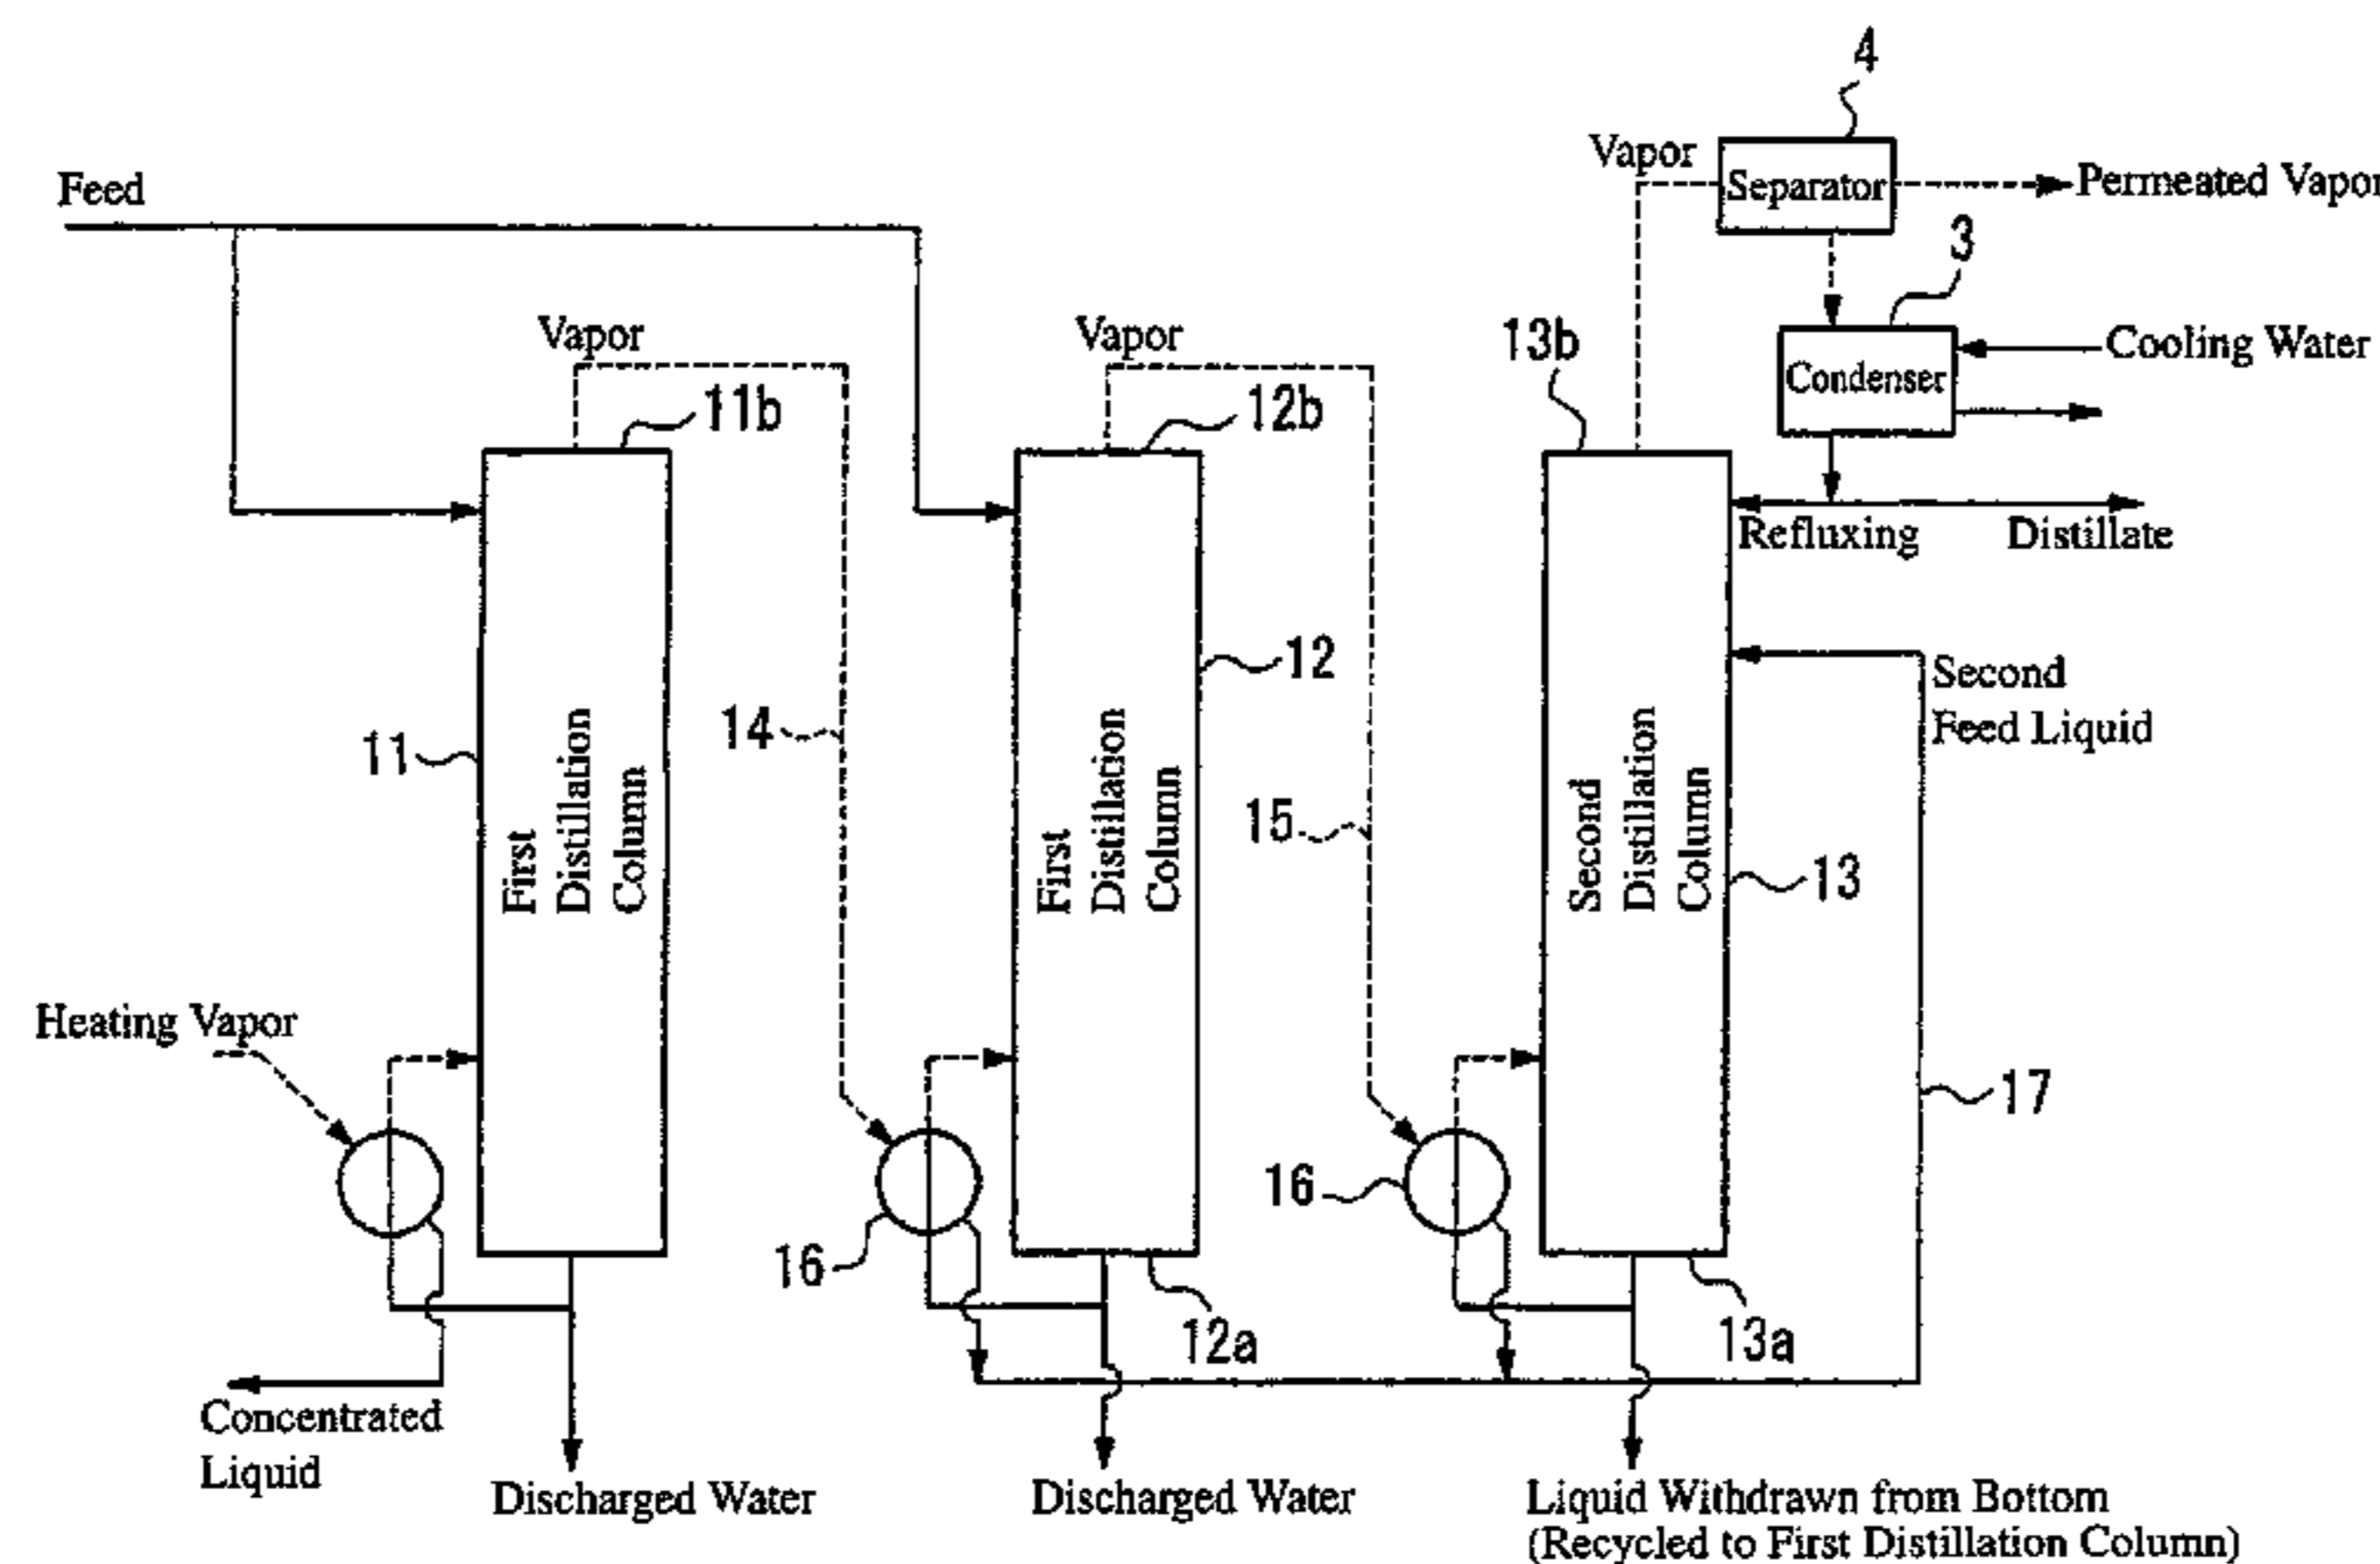 4
Vapor
Separator
Permeated Vapor
Feed
3
Vapor
Vapor
13b
Cooling Water
Condenser
11b
12b
Refluxing
Distillate
12
Second
Feed Liquid
11
First
Distillation
Column
14
First
Distillation
Column
15
Second
Distillation
Column
13
Heating Vapor
17
16
16
12a
13a
Concentrated
Liquid
Discharged Water
Discharged Water
Liquid Withdrawn from Bottom
(Recycled to First Distillation Column)